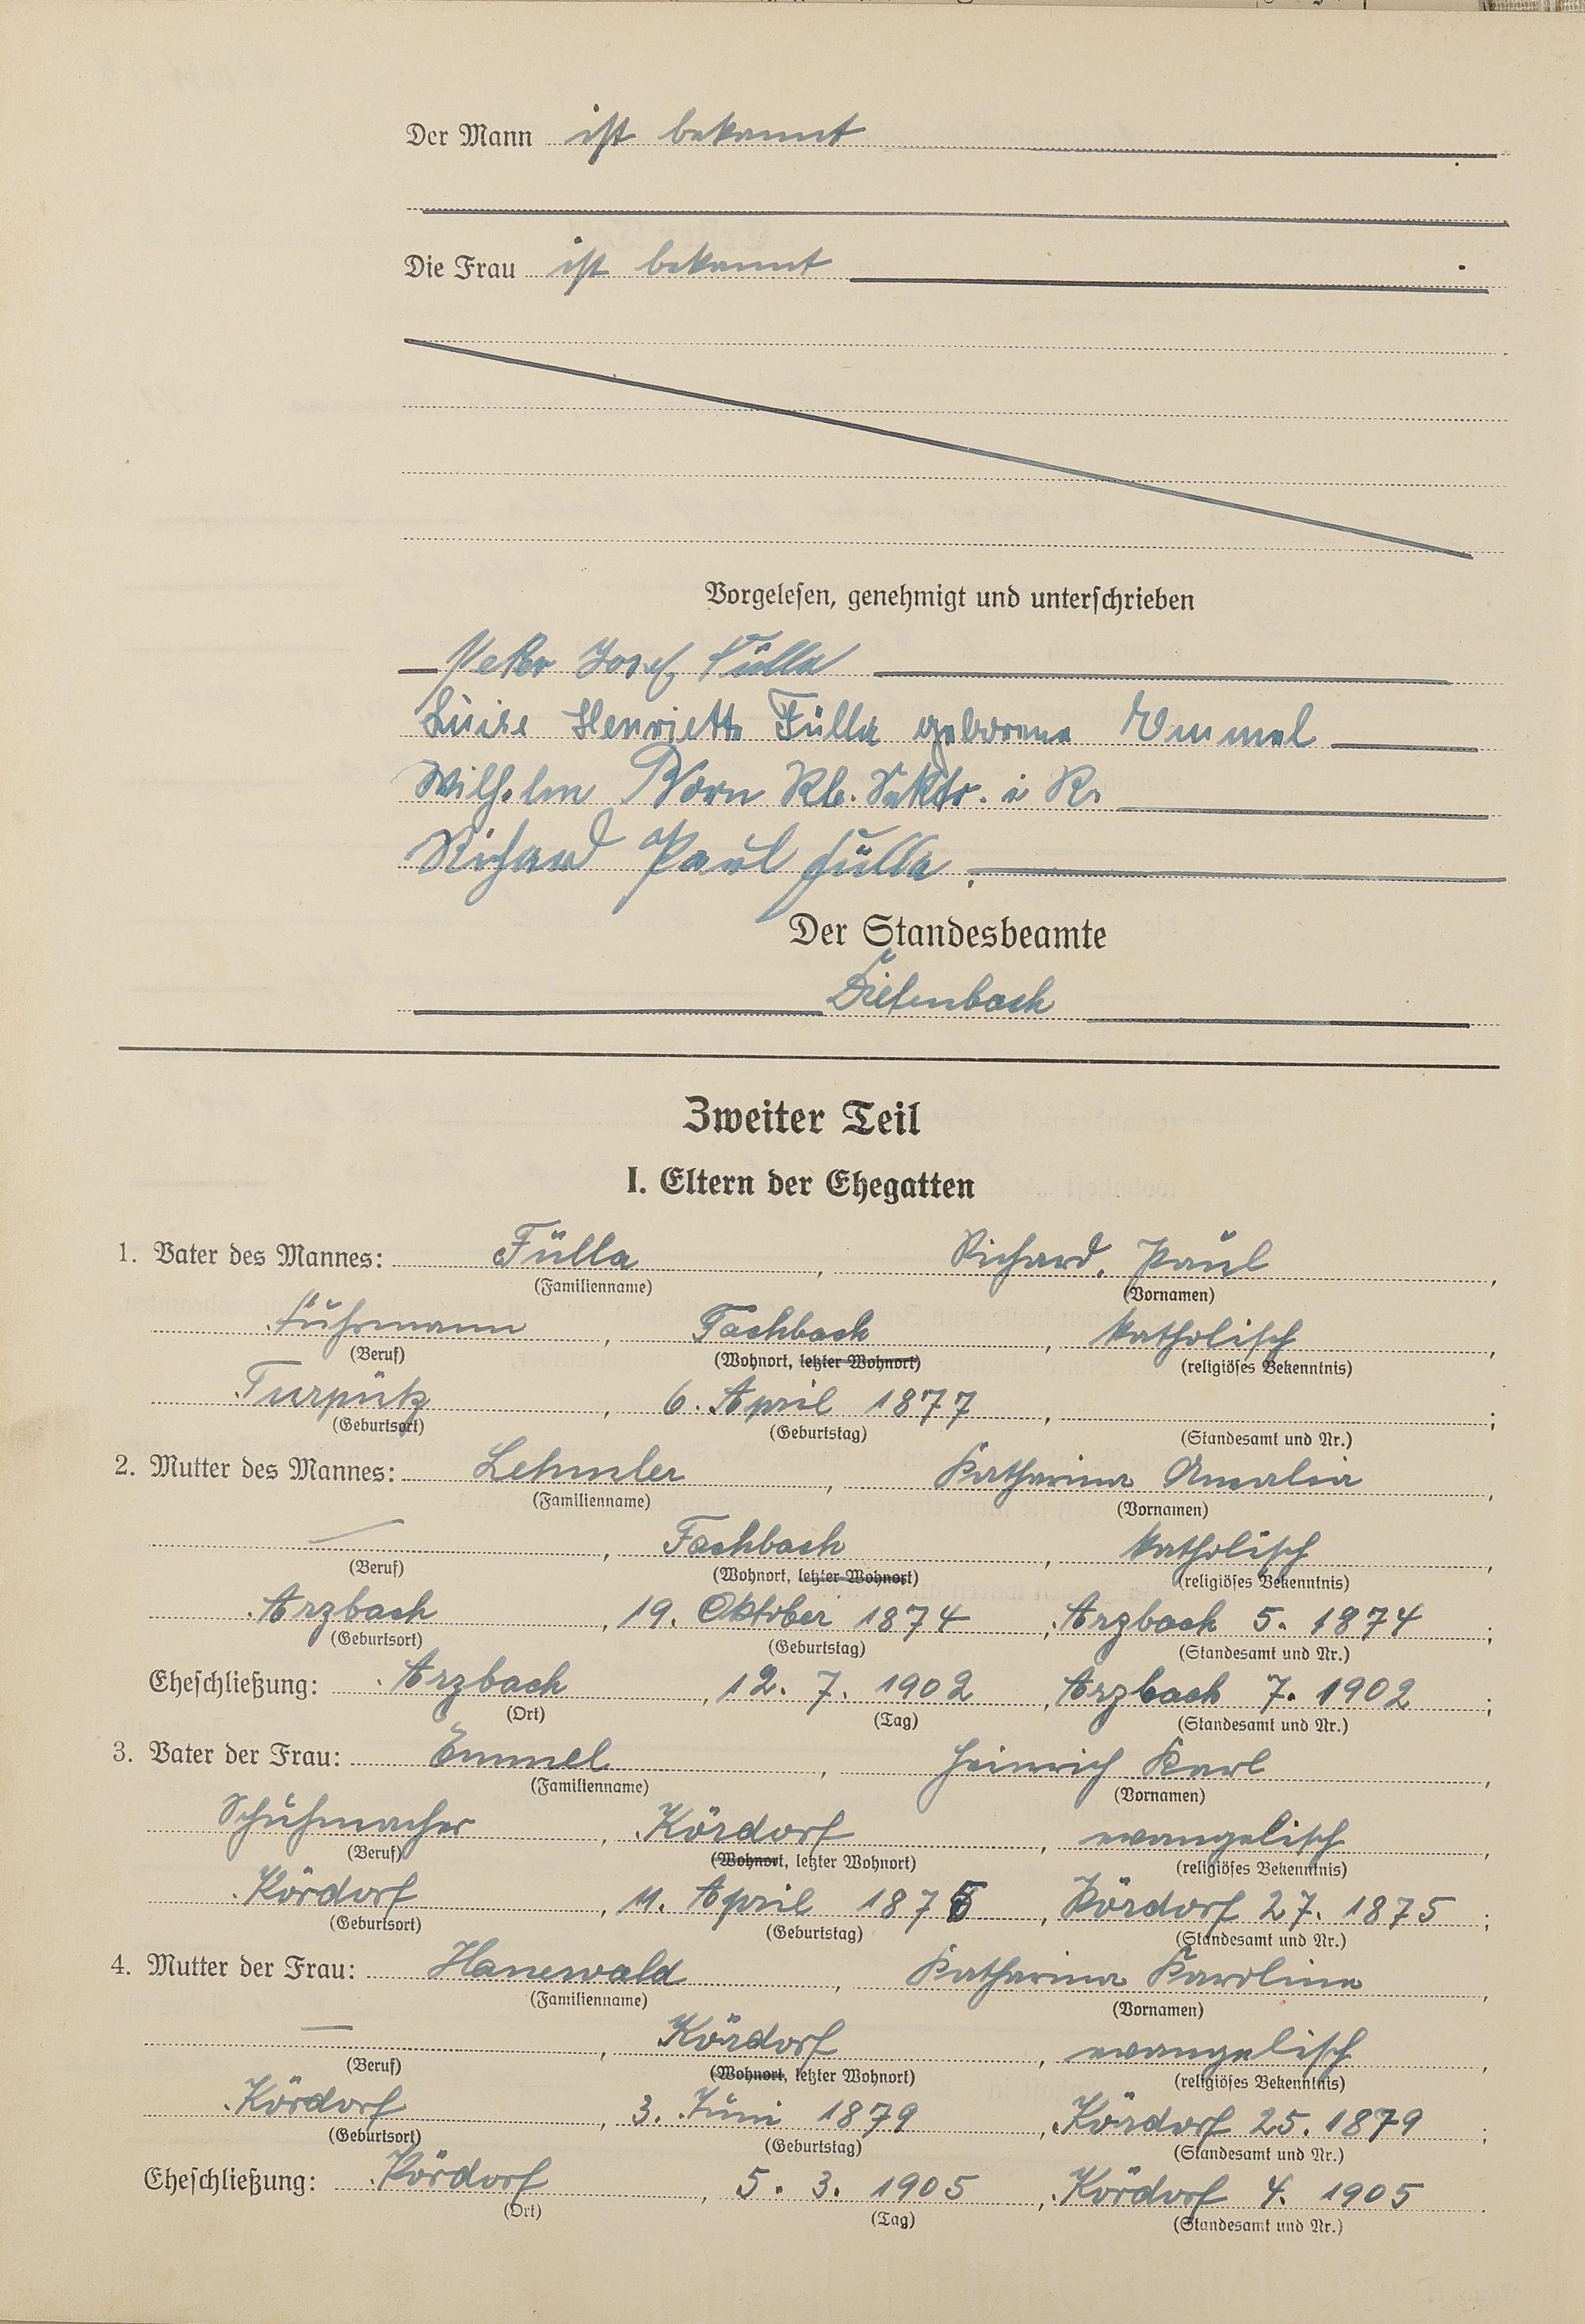 Der Mann ist bekannt
Die Frau ist bekannt
Vorgelesen, genehmigt und unterschrieben
Peter Josef Fülla
Luise Henriette Fülla geborene Emmel
Wilhelm Born Rb. Sektr. i R.
Richard Paul Fülla.
Der Standesbeamte
Diefenbach
Zweiter Teil
I. Eltern der Ehegatten
1. Vater des Mannes: Fülla, Richard, Paul,
(Familienname) (Vornamen)
Fuhrmann, Fachbach, katholisch,
(Beruf) (Wohnort, letzter Wohnort) (religiöses Bekenntnis)
Turpütz, 6. April 1877, ;
(Geburtsort) (Geburtstag) (Standesamt und Nr.)
2. Mutter des Mannes: Lehmler, Katharina Amalia,
(Familienname) (Vornamen)
—, Fachbach, katholisch,
(Beruf) (Wohnort, letzter Wohnort) (religiöses Bekenntnis)
Arzbach, 19. Oktober 1874, Arzbach 5. 1874;
(Geburtsort) (Geburtstag) (Standesamt und Nr.)
Eheschließung: Arzbach, 12. 7. 1902, Arzbach 7. 1902;
(Ort) (Tag) (Standesamt und Nr.)
3. Vater der Frau: Emmel, Heinrich Karl,
(Familienname) (Vornamen)
Schuhmacher, Kördorf, evangelisch,
(Beruf) (Wohnort, letzter Wohnort) (religiöses Bekenntnis)
Kördorf, 11. April 1875, Kördorf 27. 1875;
(Geburtsort) (Geburtstag) (Standesamt und Nr.)
4. Mutter der Frau: Hanewald, Katharina Karoline,
(Familienname) (Vornamen)
—, Kördorf, evangelisch,
(Beruf) (Wohnort, letzter Wohnort) (religiöses Bekenntnis)
Kördorf, 3. Juni 1879, Kördorf 25. 1879;
(Geburtsort) (Geburtstag) (Standesamt und Nr.)
Eheschließung: Kördorf, 5. 3. 1905, Kördorf 4. 1905.
(Ort) (Tag) (Standesamt und Nr.)